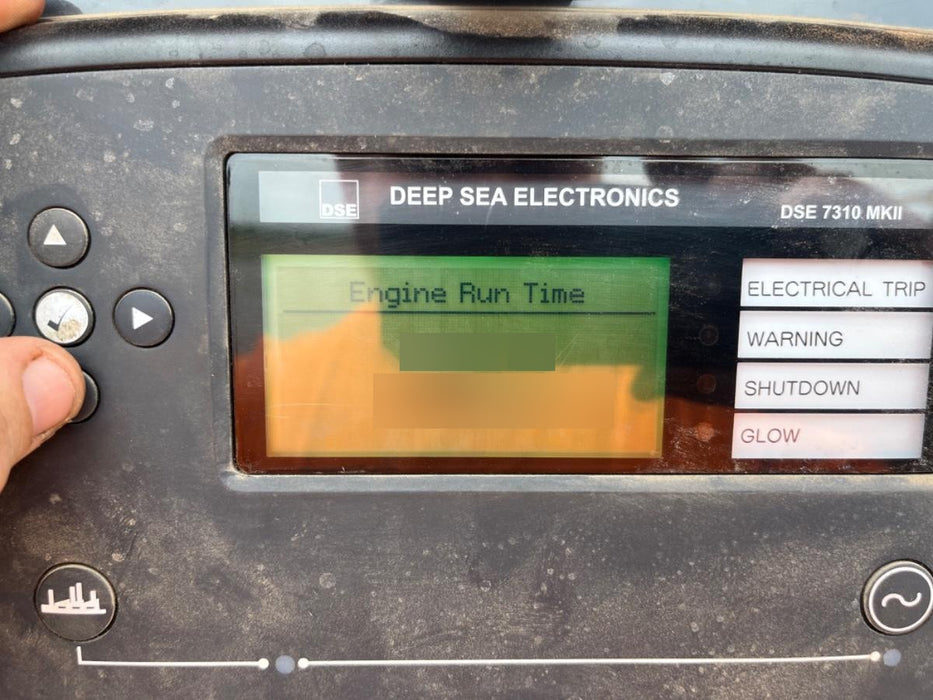 DSE
DEEP SEA ELECTRONICS
DSE 7310 MKII
Engine Run Time
ELECTRICAL TRIP
WARNING
SHUTDOWN
GLOW